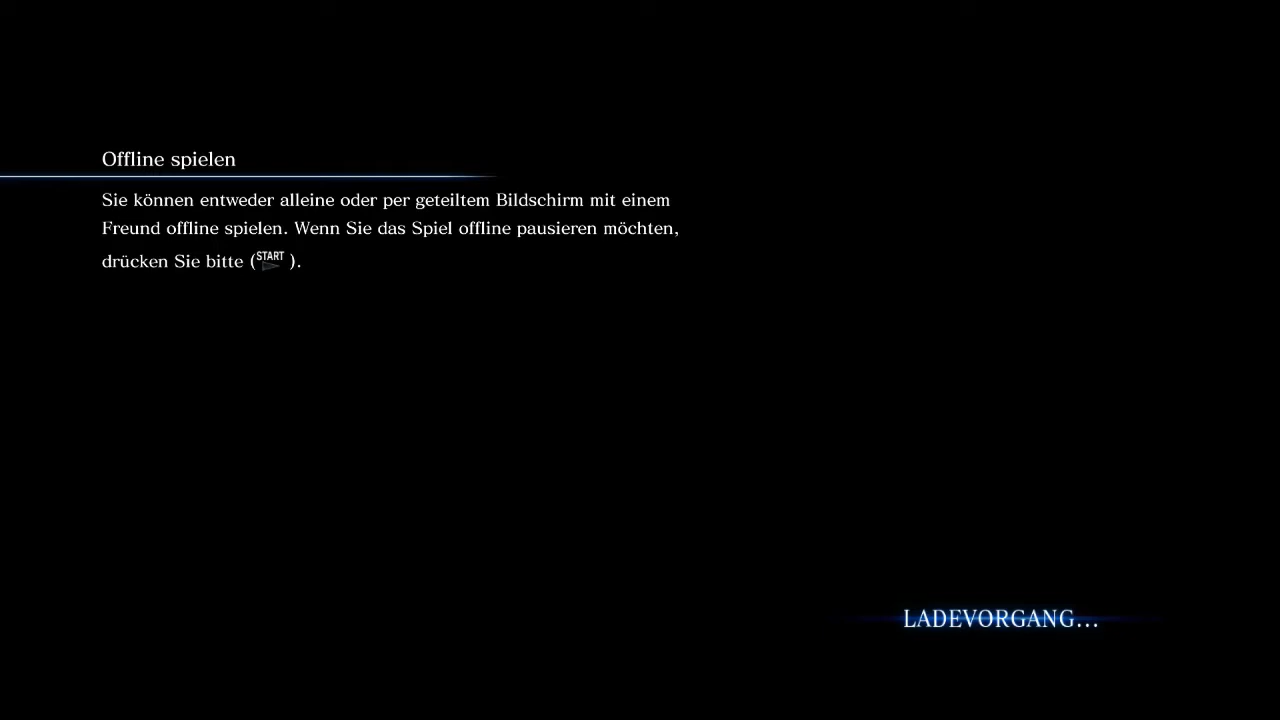 Offline spielen
Sie können entweder alleine oder per geteiltem Bildschirm mit einem
Freund offline spielen. Wenn Sie das Spiel offline pausieren möchten,
drücken Sie bitte (START ).
LADEVORGANG...